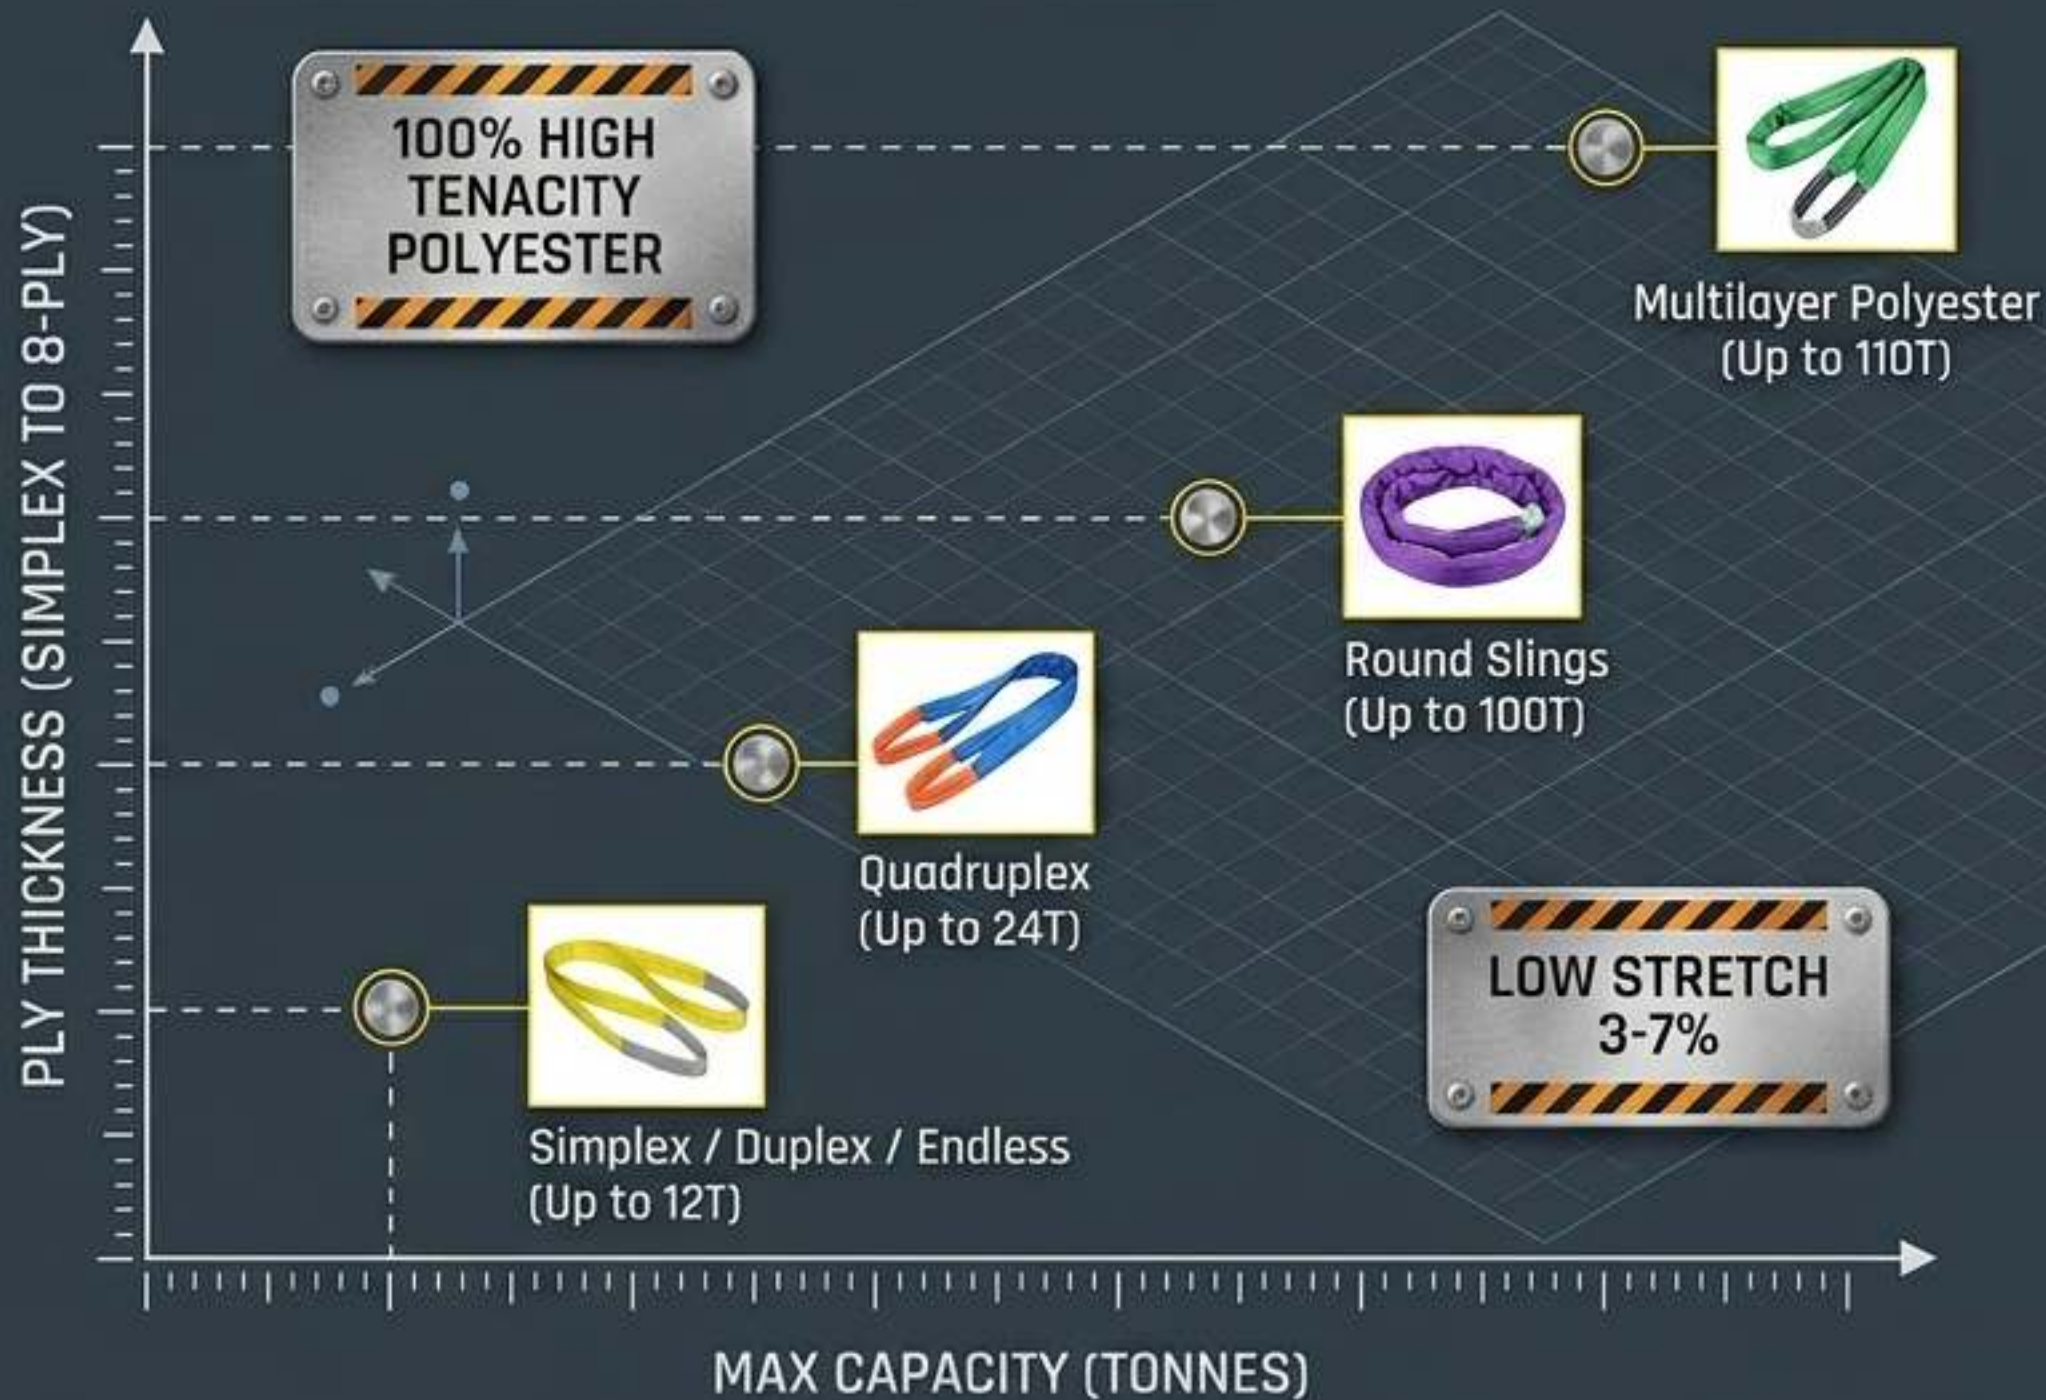 100% HIGH
TENACITY
POLYESTER
Multilayer Polyester
(Up to 110T)
PLY THICKNESS (SIMPLEX TO 8-PLY)
Round Slings
(Up to 100T)
Quadruplex
(Up to 24T)
LOW STRETCH
3-7%
Simplex / Duplex / Endless
(Up to 12T)
MAX CAPACITY (TONNES)